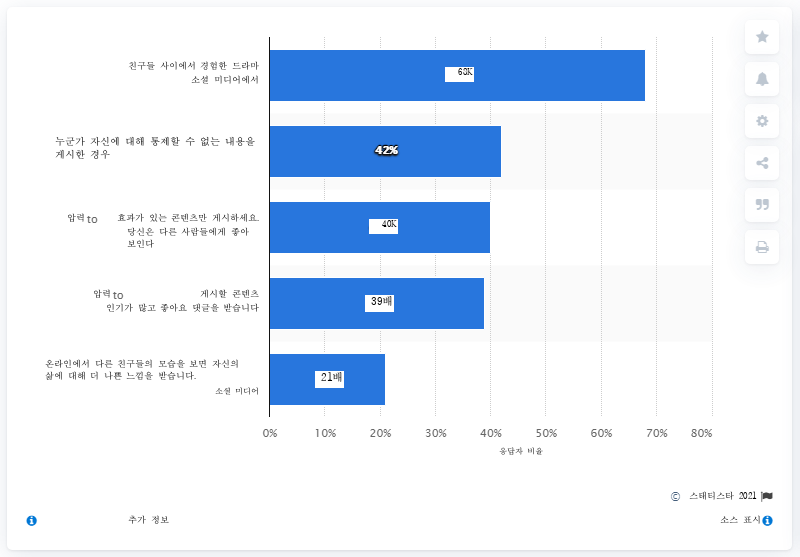 친구들 사이에서 경험한 드라마
소셜 미디어에서
68K
누군가 자신에 대해 통제할 수 없는 내용을
게시한 경우
42%
압력 to 효과가 있는 콘텐츠만 게시하세요.
당신은 다른 사람들에게 좋아
보인다
40K
압력 to 게시할 콘텐츠
인기가 많고 좋아요 댓글을 받습니다
39배
온라인에서 다른 친구들의 모습을 보면 자신의
삶에 대해 더 나쁜 느낌을 받습니다.
소셜 미디어
21배
0% 10% 20% 30% 40% 50% 60% 70% 80%
응답자 비율
© 스태티스타 2021
추가 정보
소스 표시